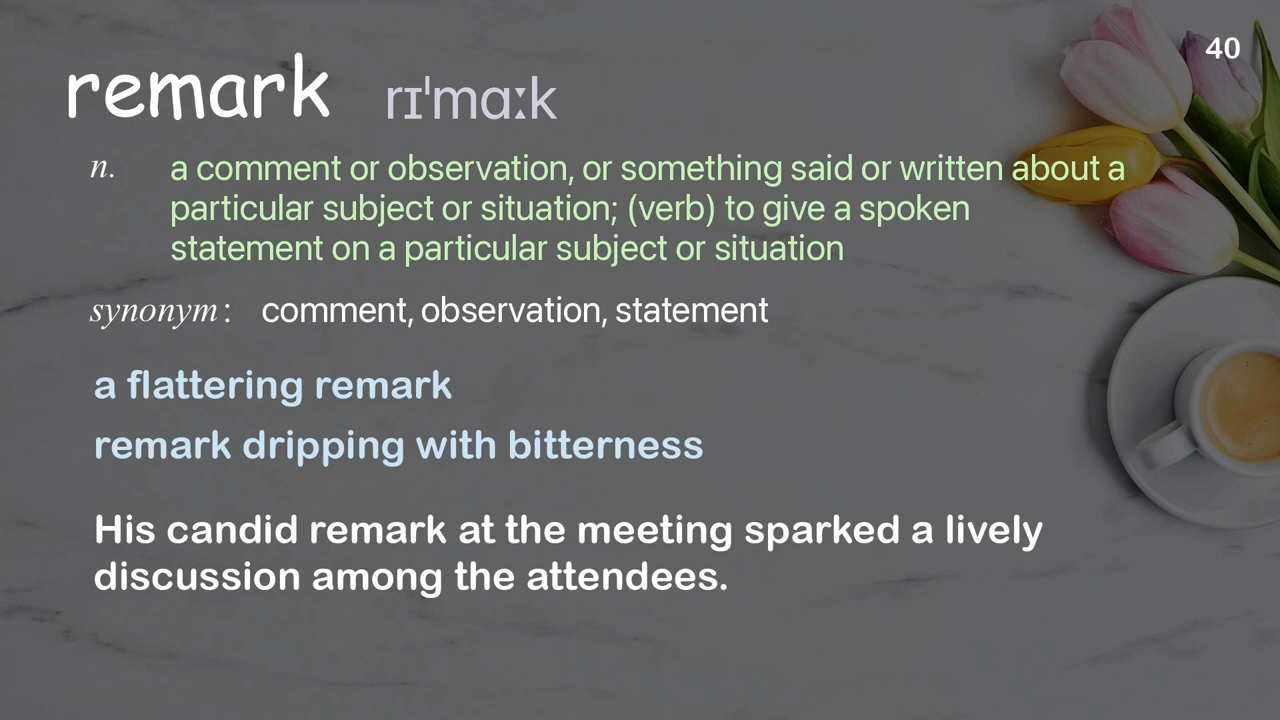 40
remark rɪˈmɑːk
n. a comment or observation, or something said or written about a
particular subject or situation; (verb) to give a spoken
statement on a particular subject or situation
synonym: comment, observation, statement
a flattering remark
remark dripping with bitterness
His candid remark at the meeting sparked a lively
discussion among the attendees.